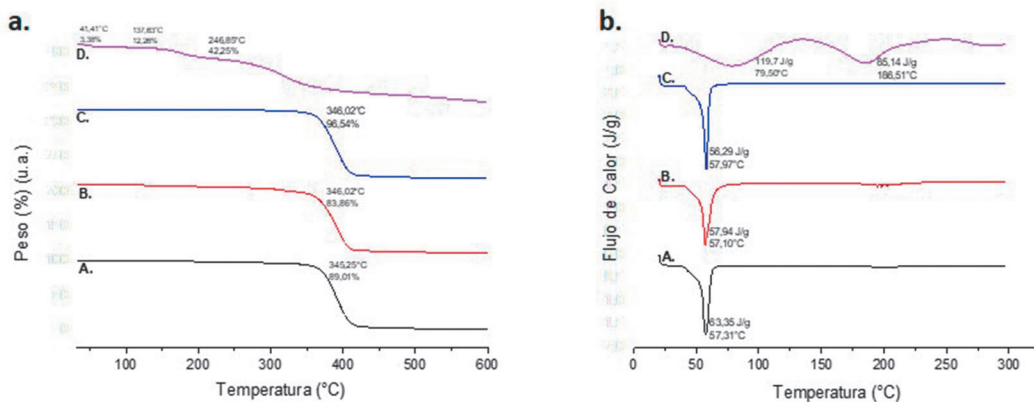 a.
41,41°C 137,63°C 246,85°C
3,38% 12,26% 42,25%
D.
C.
346,02°C
96,54%
B.
346,02°C
83,86%
A.
345,25°C
89,01%
Peso (%) (u.a.)
100 200 300 400 500 600
Temperatura (°C)
b.
D.
119,7 J/g 85,14 J/g
79,50°C 186,51°C
C.
56,29 J/g
57,97°C
B.
57,94 J/g
57,10°C
A.
63,35 J/g
57,31°C
Flujo de Calor (J/g)
0 50 100 150 200 250 300
Temperatura (°C)